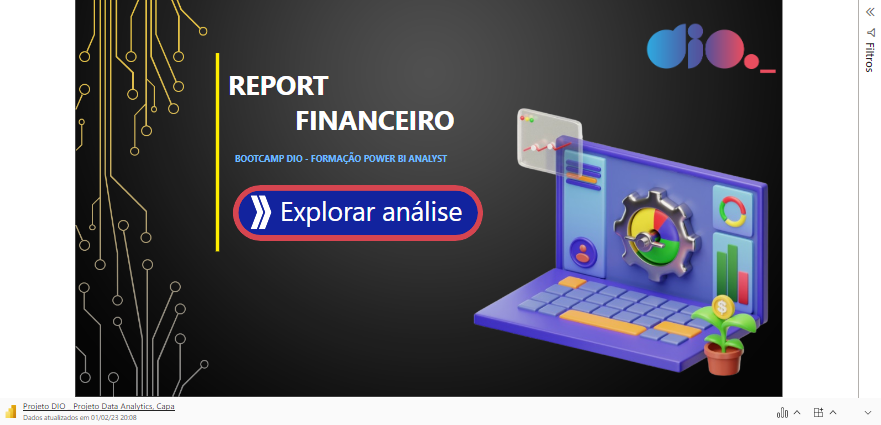 dio.
REPORT
FINANCEIRO
BOOTCAMP DIO - FORMAÇÃO POWER BI ANALYST
Explorar análise
$
Filtros
Projeto DIO _ Projeto Data Analytics, Capa
Dados atualizados em 01/02/23 20:08